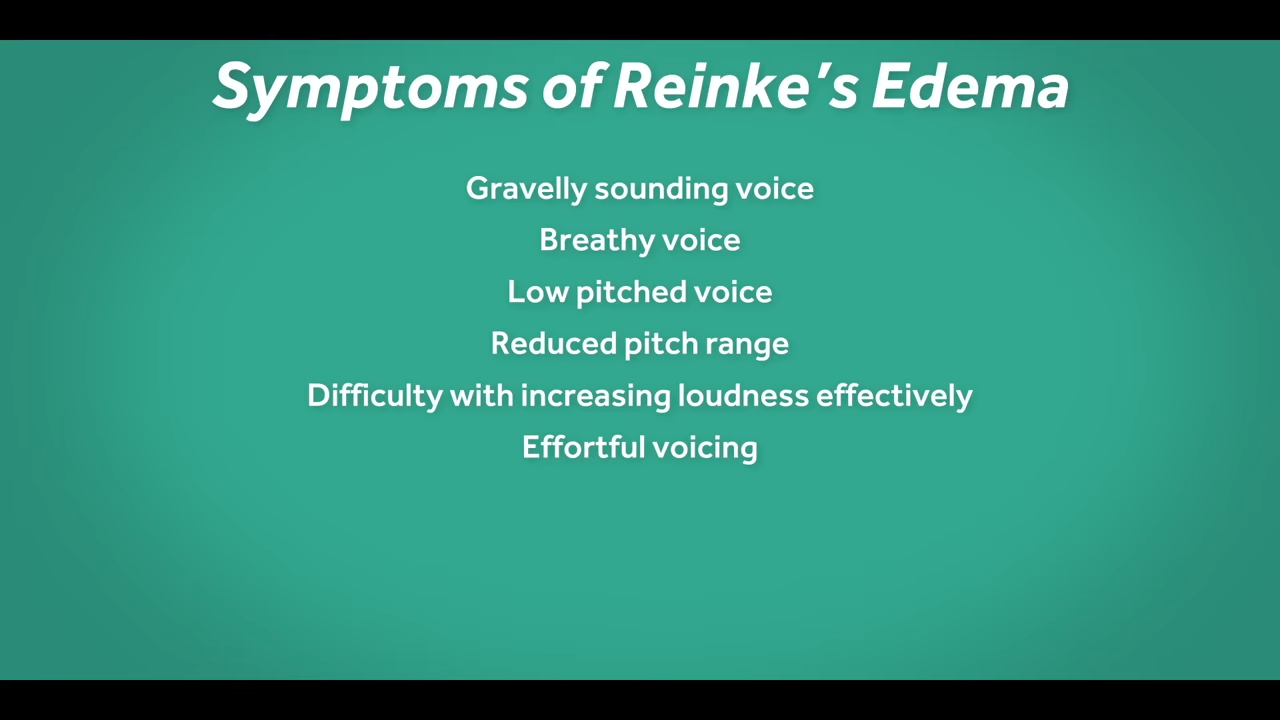 Symptoms of Reinke’s Edema
Gravelly sounding voice
Breathy voice
Low pitched voice
Reduced pitch range
Difficulty with increasing loudness effectively
Effortful voicing